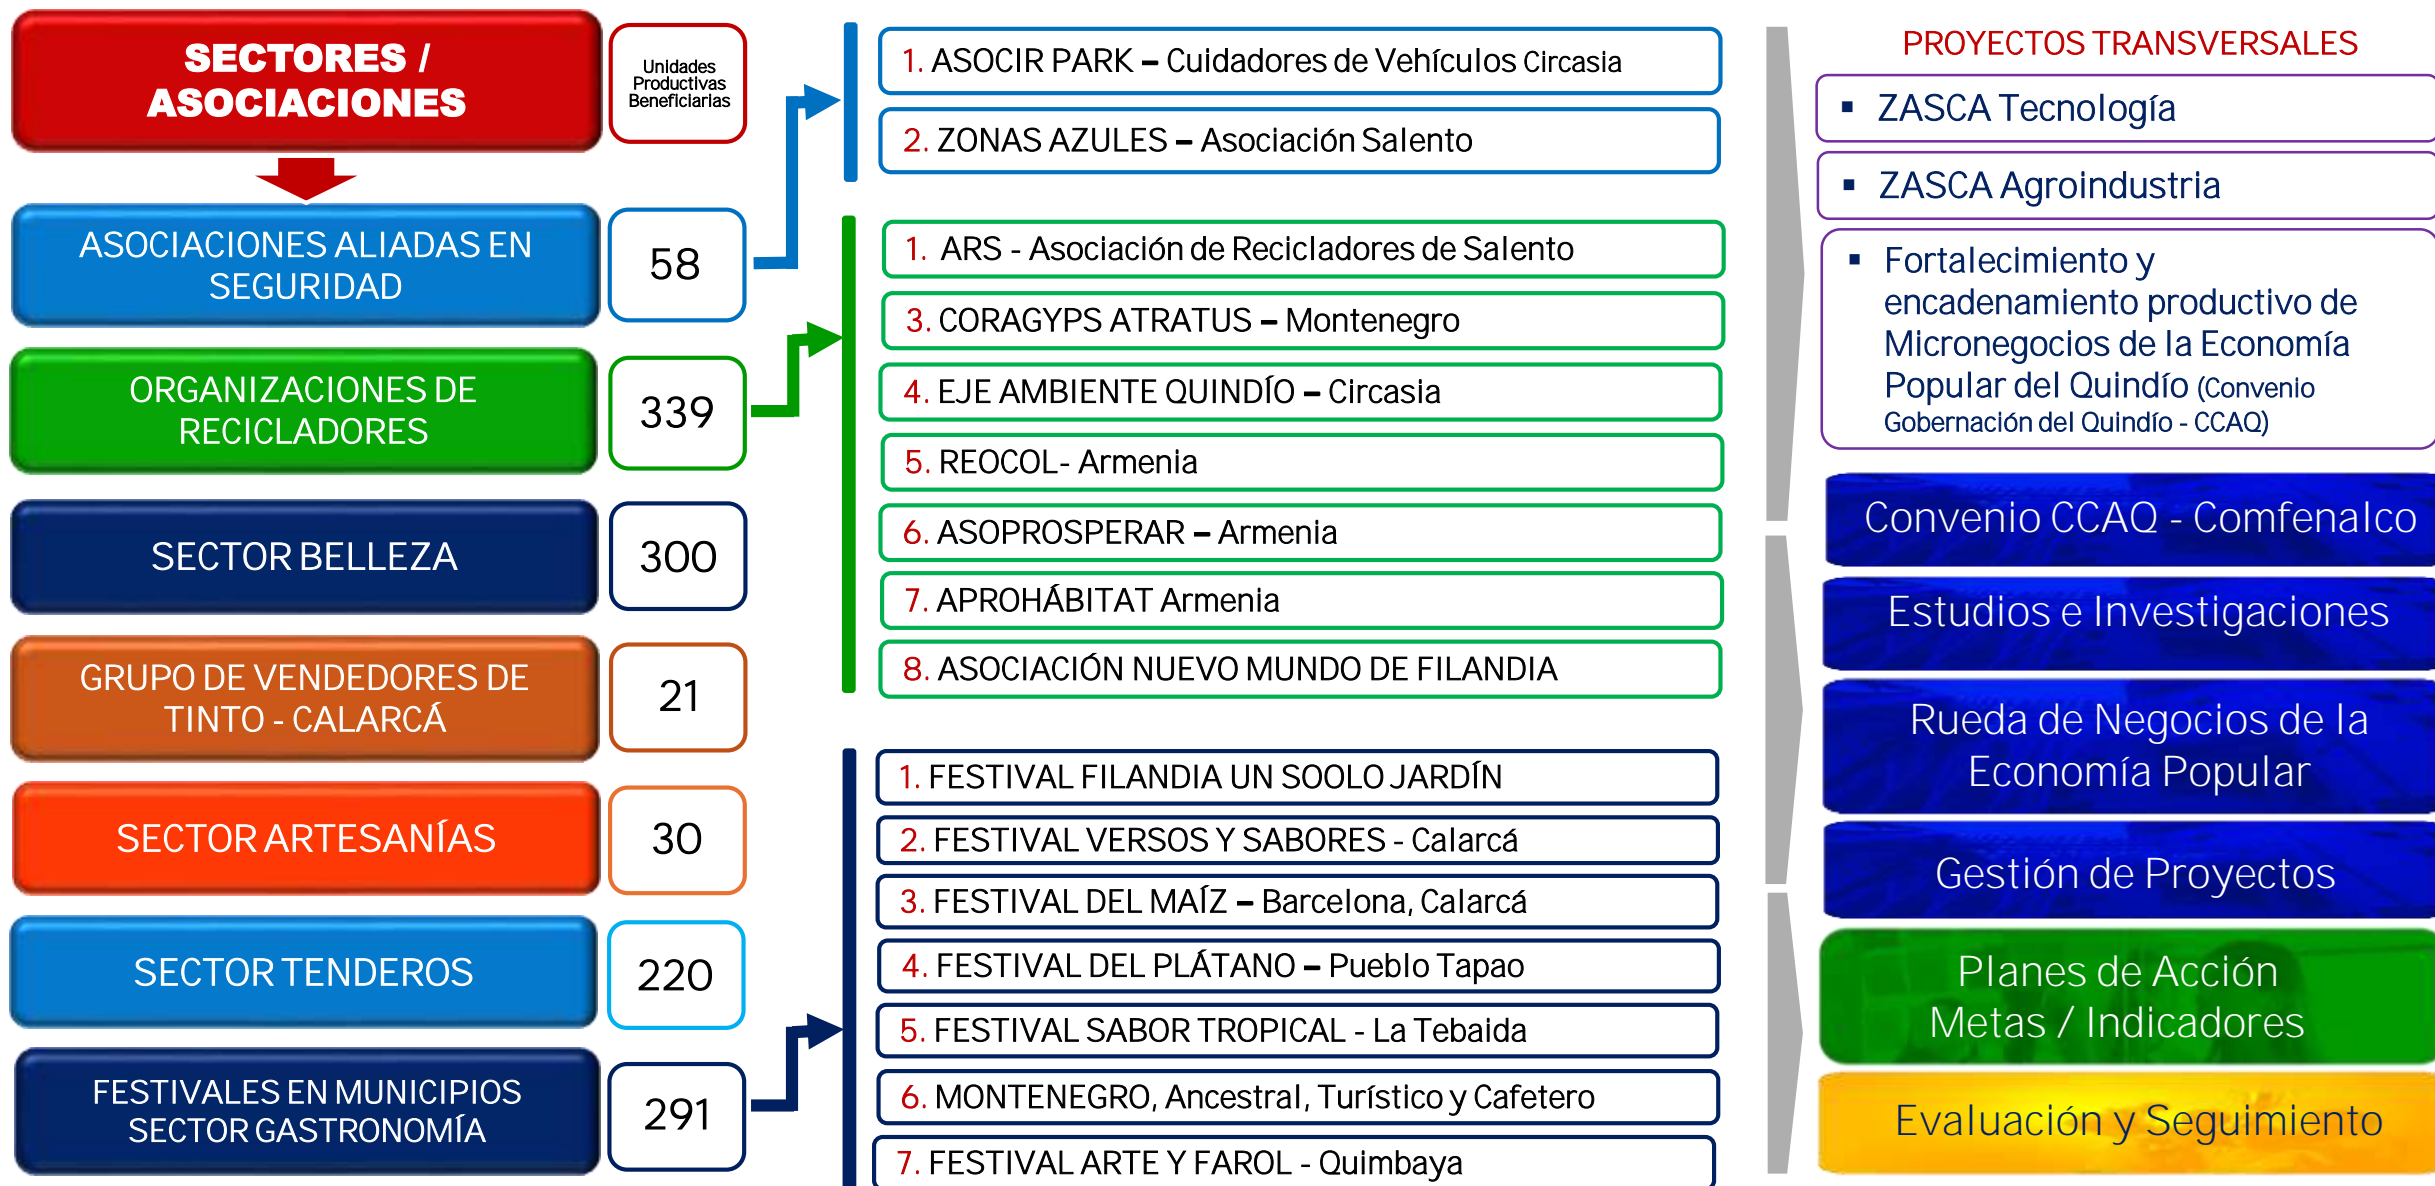 SECTORES /
ASOCIACIONES
Unidades
Productivas
Beneficiarias
ASOCIACIONES ALIADAS EN
SEGURIDAD
58
ORGANIZACIONES DE
RECICLADORES
339
SECTOR BELLEZA
300
GRUPO DE VENDEDORES DE
TINTO - CALARCÁ
21
SECTOR ARTESANÍAS
30
SECTOR TENDEROS
220
FESTIVALES EN MUNICIPIOS
SECTOR GASTRONOMÍA
291
1. ASOCIR PARK – Cuidadores de Vehículos Circasia
2. ZONAS AZULES – Asociación Salento
1. ARS - Asociación de Recicladores de Salento
3. CORAGYPS ATRATUS – Montenegro
4. EJE AMBIENTE QUINDÍO – Circasia
5. REOCOL- Armenia
6. ASOPROSPERAR – Armenia
7. APROHÁBITAT Armenia
8. ASOCIACIÓN NUEVO MUNDO DE FILANDIA
1. FESTIVAL FILANDIA UN SOOLO JARDÍN
2. FESTIVAL VERSOS Y SABORES - Calarcá
3. FESTIVAL DEL MAÍZ – Barcelona, Calarcá
4. FESTIVAL DEL PLÁTANO – Pueblo Tapao
5. FESTIVAL SABOR TROPICAL - La Tebaida
6. MONTENEGRO, Ancestral, Turístico y Cafetero
7. FESTIVAL ARTE Y FAROL - Quimbaya
PROYECTOS TRANSVERSALES
▪ ZASCA Tecnología
▪ ZASCA Agroindustria
▪ Fortalecimiento y
encadenamiento productivo de
Micronegocios de la Economía
Popular del Quindío (Convenio
Gobernación del Quindío - CCAQ)
Convenio CCAQ - Comfenalco
Estudios e Investigaciones
Rueda de Negocios de la
Economía Popular
Gestión de Proyectos
Planes de Acción
Metas / Indicadores
Evaluación y Seguimiento